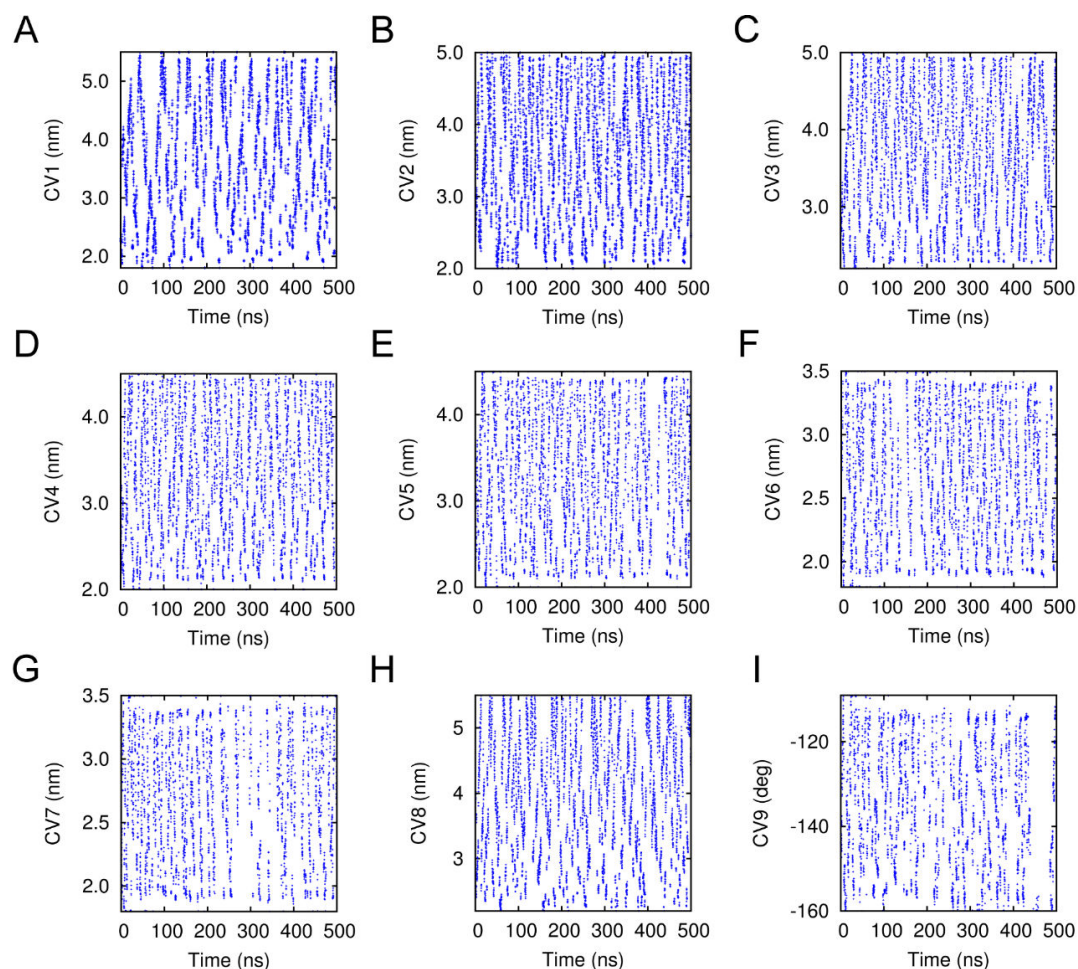 A
B
C
5.0
4.0
3.0
2.0
CV1 (nm)
0 100 200 300 400 500
Time (ns)
5.0
4.0
3.0
2.0
CV2 (nm)
0 100 200 300 400 500
Time (ns)
5.0
4.0
3.0
CV3 (nm)
0 100 200 300 400 500
Time (ns)
D
E
F
4.0
3.0
2.0
CV4 (nm)
0 100 200 300 400 500
Time (ns)
4.0
3.0
2.0
CV5 (nm)
0 100 200 300 400 500
Time (ns)
3.5
3.0
2.5
2.0
CV6 (nm)
0 100 200 300 400 500
Time (ns)
G
H
I
3.5
3.0
2.5
2.0
CV7 (nm)
0 100 200 300 400 500
Time (ns)
5
4
3
CV8 (nm)
0 100 200 300 400 500
Time (ns)
-120
-140
-160
CV9 (deg)
0 100 200 300 400 500
Time (ns)